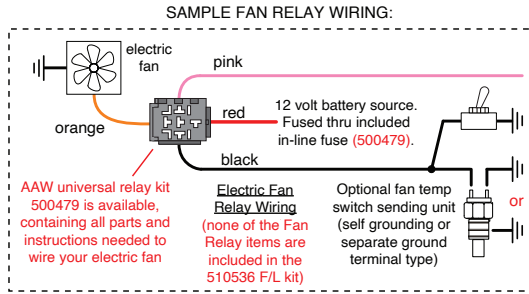 SAMPLE FAN RELAY WIRING:
electric
fan
pink
orange
red
12 volt battery source.
Fused thru included
in-line fuse (500479).
black
AAW universal relay kit
500479 is available,
containing all parts and
instructions needed to
wire your electric fan
Electric Fan
Relay Wiring
(none of the Fan
Relay items are
included in the
510536 F/L kit)
Optional fan temp
switch sending unit
(self grounding or
separate ground
terminal type)
or